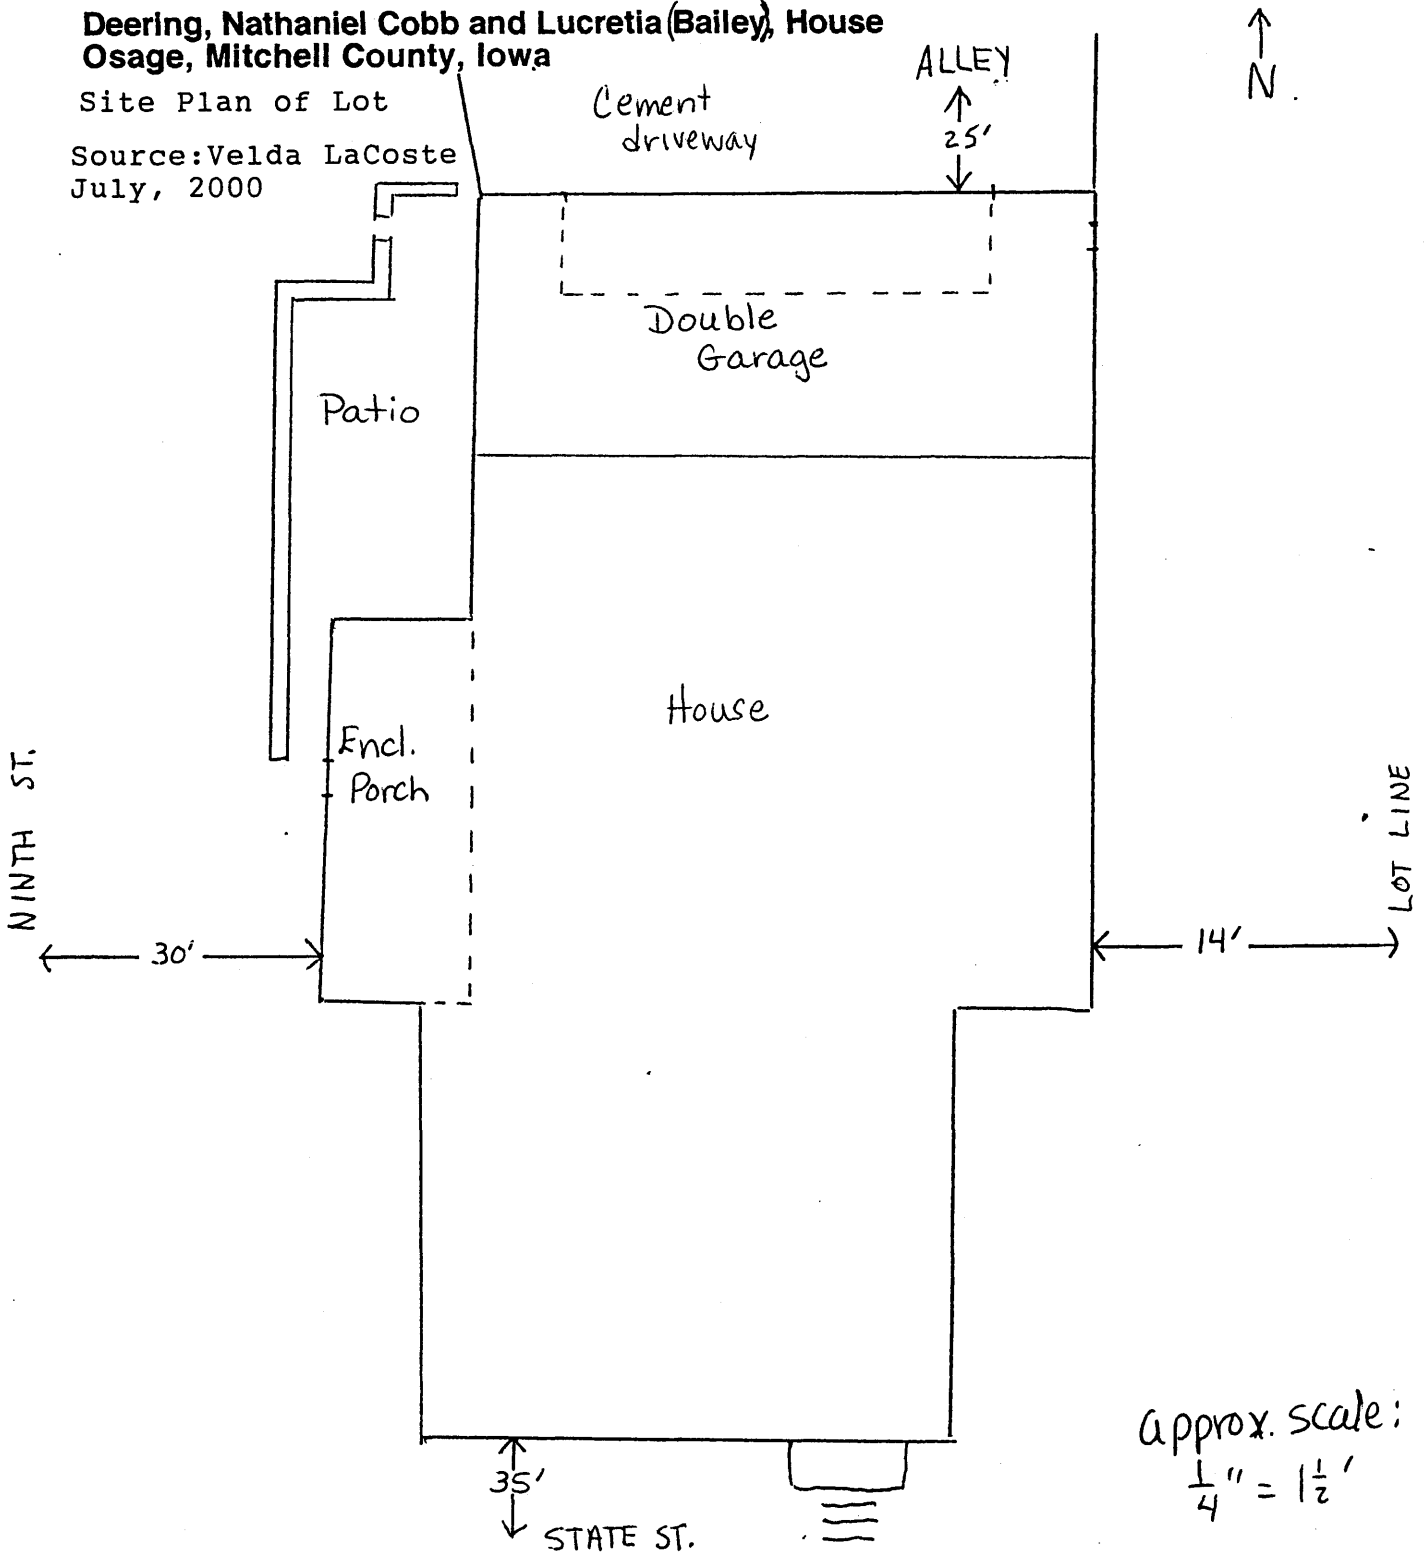 Deering, Nathaniel Cobb and Lucretia (Bailey), House
Osage, Mitchell County, Iowa
Site Plan of Lot
Source:Velda LaCoste
July, 2000
Cement
driveway
ALLEY
25'
N
Double
Garage
Patio
House
Encl.
Porch
NINTH ST.
30'
14'
LOT LINE
35'
STATE ST.
approx. scale:
1/4" = 1 1/2'